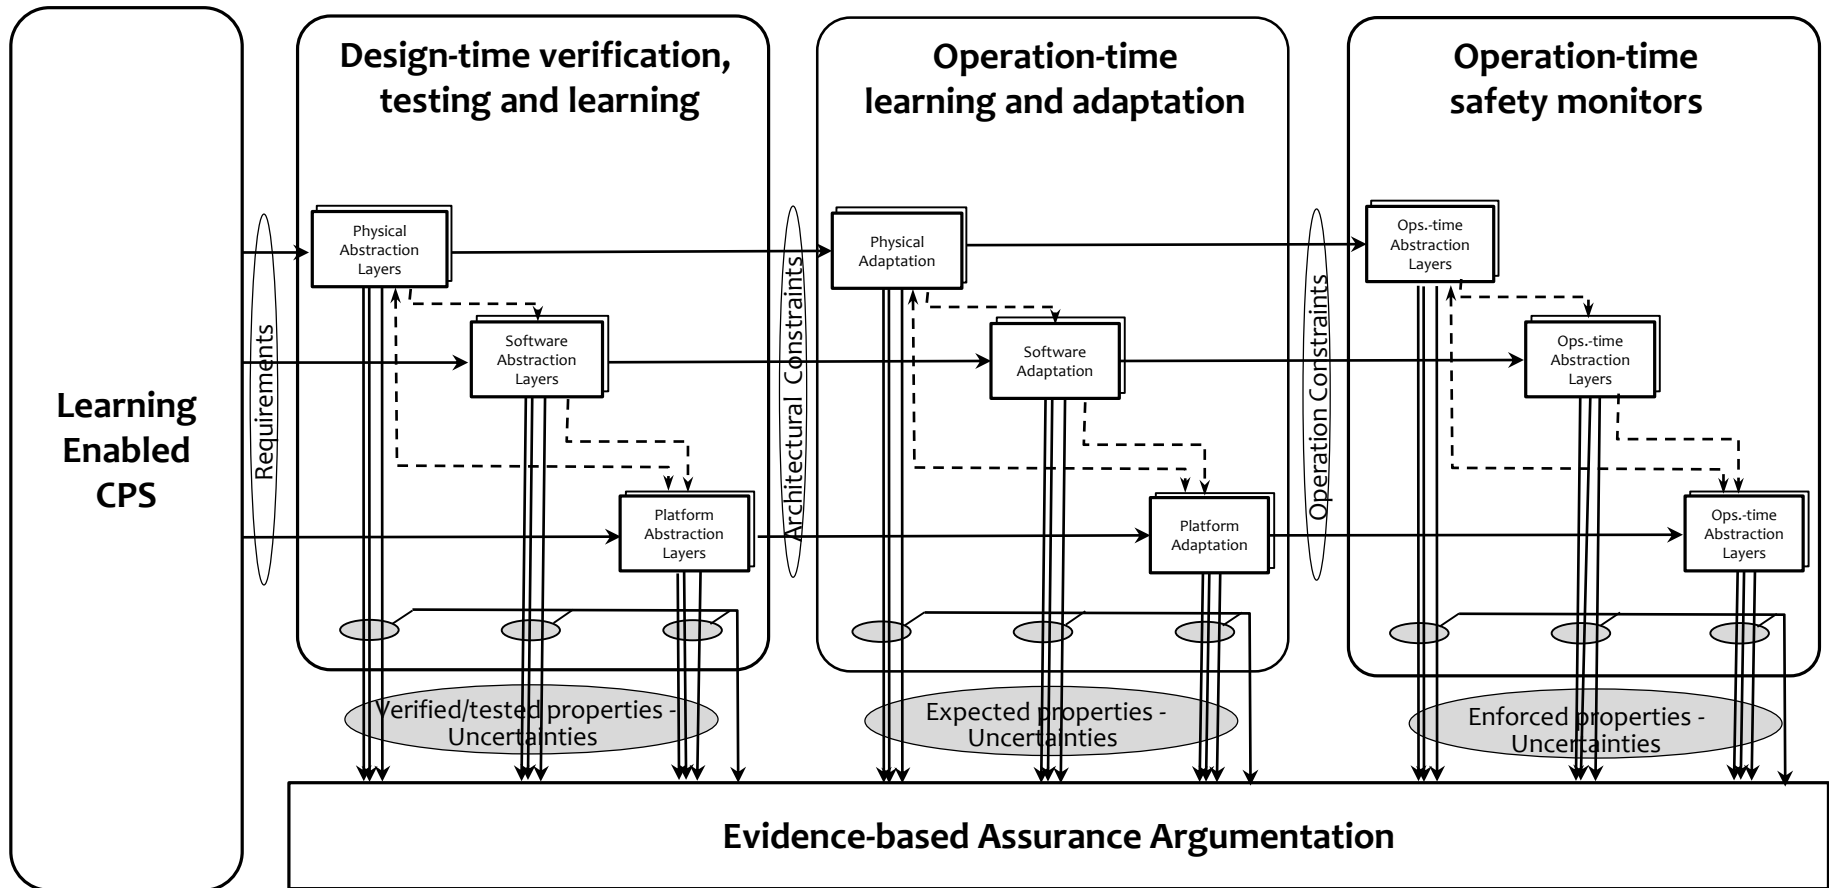 Learning
Enabled
CPS
Requirements
Design-time verification,
testing and learning
Physical
Abstraction
Layers
Software
Abstraction
Layers
Platform
Abstraction
Layers
Verified/tested properties -
Uncertainties
Architectural Constraints
Operation-time
learning and adaptation
Physical
Adaptation
Software
Adaptation
Platform
Adaptation
Expected properties -
Uncertainties
Operation Constraints
Operation-time
safety monitors
Ops.-time
Abstraction
Layers
Ops.-time
Abstraction
Layers
Ops.-time
Abstraction
Layers
Enforced properties -
Uncertainties
Evidence-based Assurance Argumentation